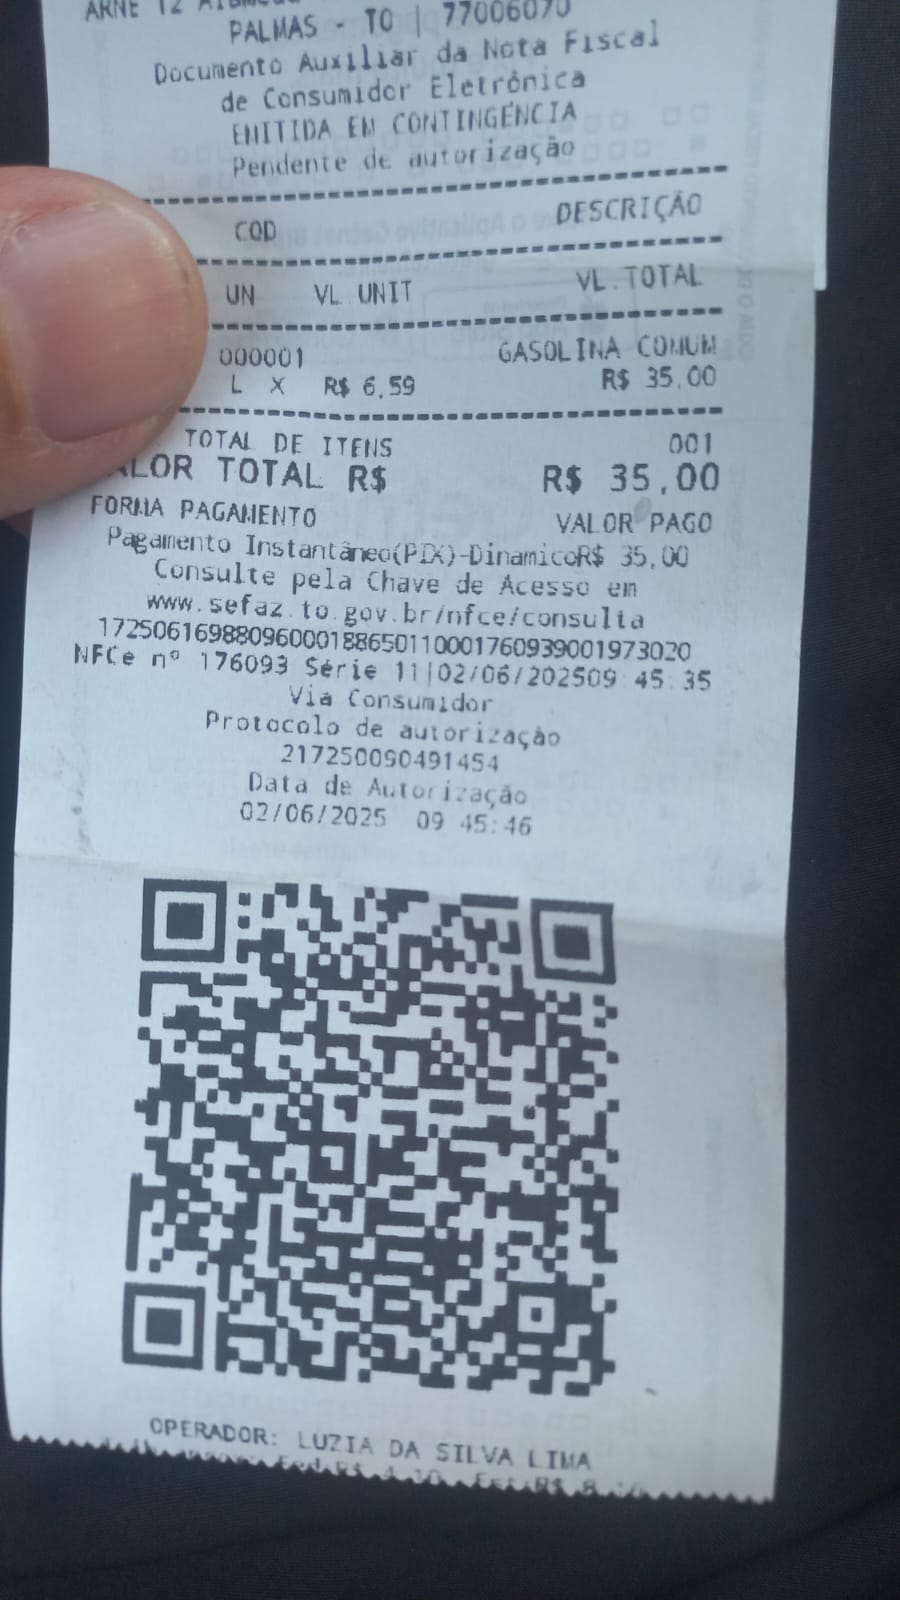 ARNE 12
PALMAS - TO | 77006070
Documento Auxiliar da Nota Fiscal
de Consumidor Eletrônica
EMITIDA EM CONTINGÊNCIA
Pendente de autorização
COD DESCRIÇÃO
UN VL.UNIT VL.TOTAL
000001 GASOLINA COMUM
L X R$ 6,59 R$ 35,00
TOTAL DE ITENS 001
ALOR TOTAL R$ R$ 35,00
FORMA PAGAMENTO VALOR PAGO
Pagamento Instantâneo(PIX)-DinamicoR$ 35,00
Consulte pela Chave de Acesso em
www.sefaz.to.gov.br/nfce/consulta
17250616988096000188650110001760939001973020
NFCe nº 176093 Série 11|02/06/202509:45:35
Via Consumidor
Protocolo de autorização
217250090491454
Data de Autorização
02/06/2025 09:45:46
OPERADOR: LUZIA DA SILVA LIMA